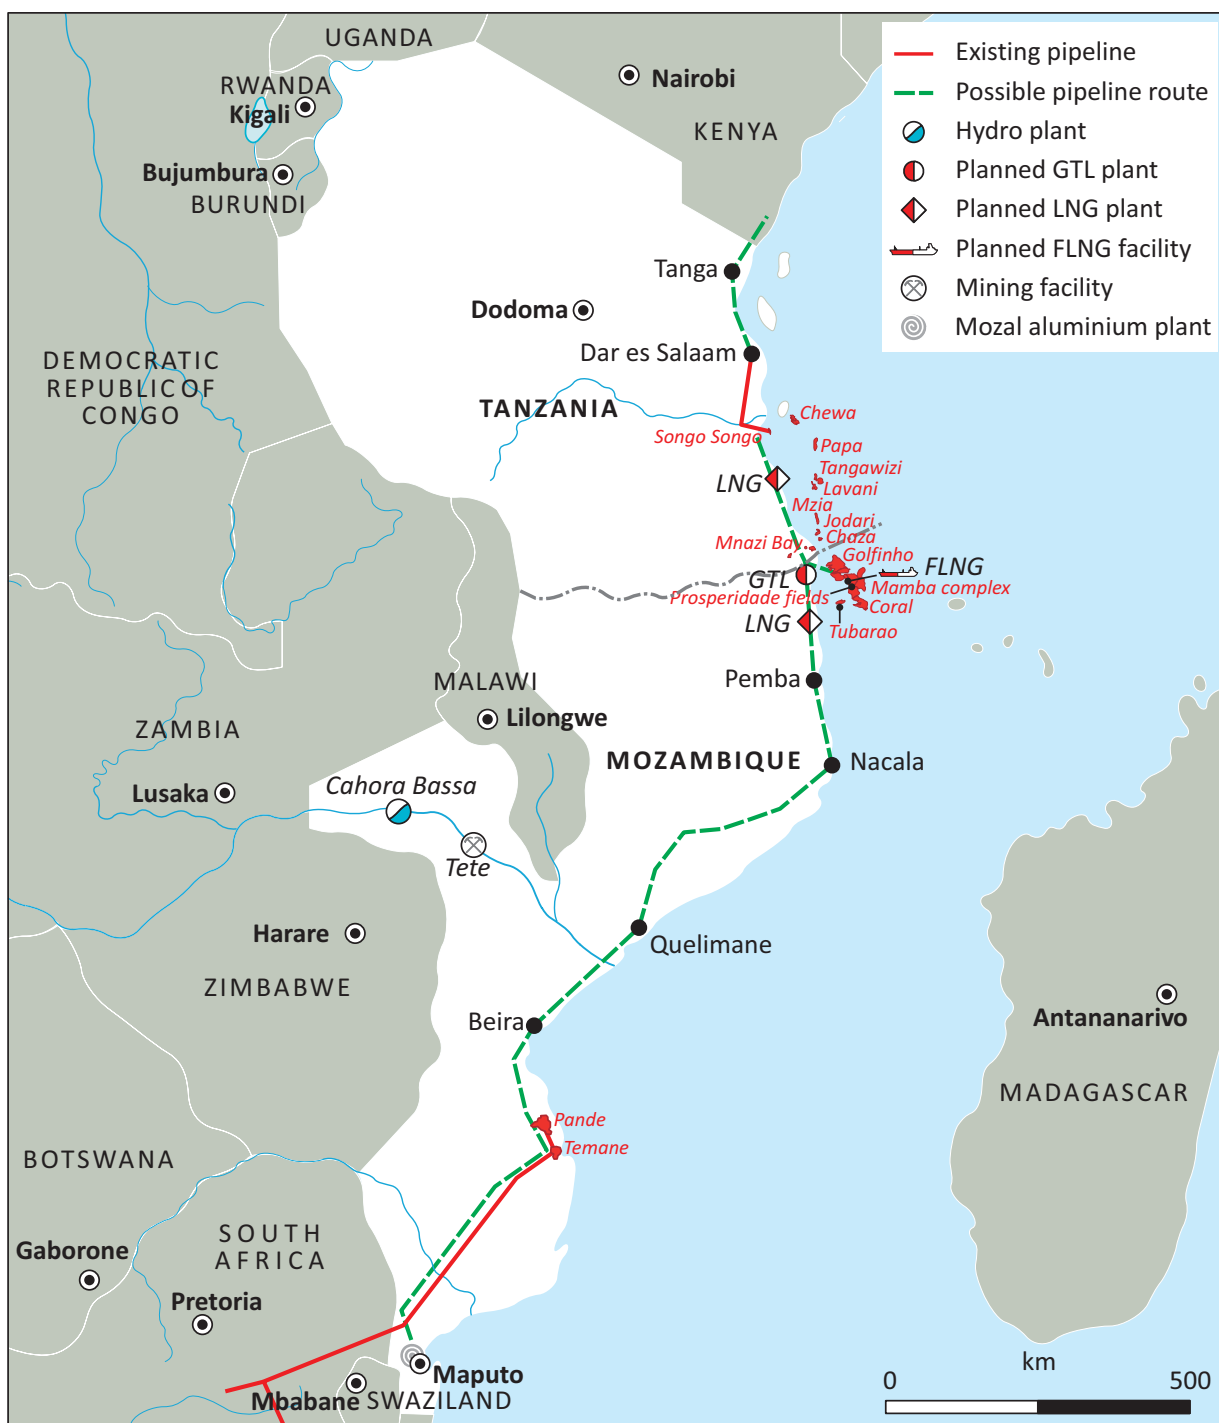 UGANDA
RWANDA
Kigali
Bujumbura
BURUNDI
Nairobi
KENYA
Existing pipeline
Possible pipeline route
Hydro plant
Planned GTL plant
Planned LNG plant
Planned FLNG facility
Mining facility
Mozal aluminium plant
Tanga
Dodoma
Dar es Salaam
DEMOCRATIC
REPUBLIC OF
CONGO
TANZANIA
Chewa
Songo Songo
Papa
LNG
Tangawizi
Lavani
Mzia
Jodari
Chaza
Mnazi Bay
Golfinho
FLNG
GTL
Mamba complex
Prosperidade fields
Coral
LNG
Tubarao
Pemba
MALAWI
Lilongwe
ZAMBIA
MOZAMBIQUE
Nacala
Cahora Bassa
Lusaka
Tete
Harare
Quelimane
ZIMBABWE
Beira
Antananarivo
MADAGASCAR
Pande
Temane
BOTSWANA
SOUTH
AFRICA
Gaborone
Pretoria
Maputo
Mbabane
SWAZILAND
km
0
500